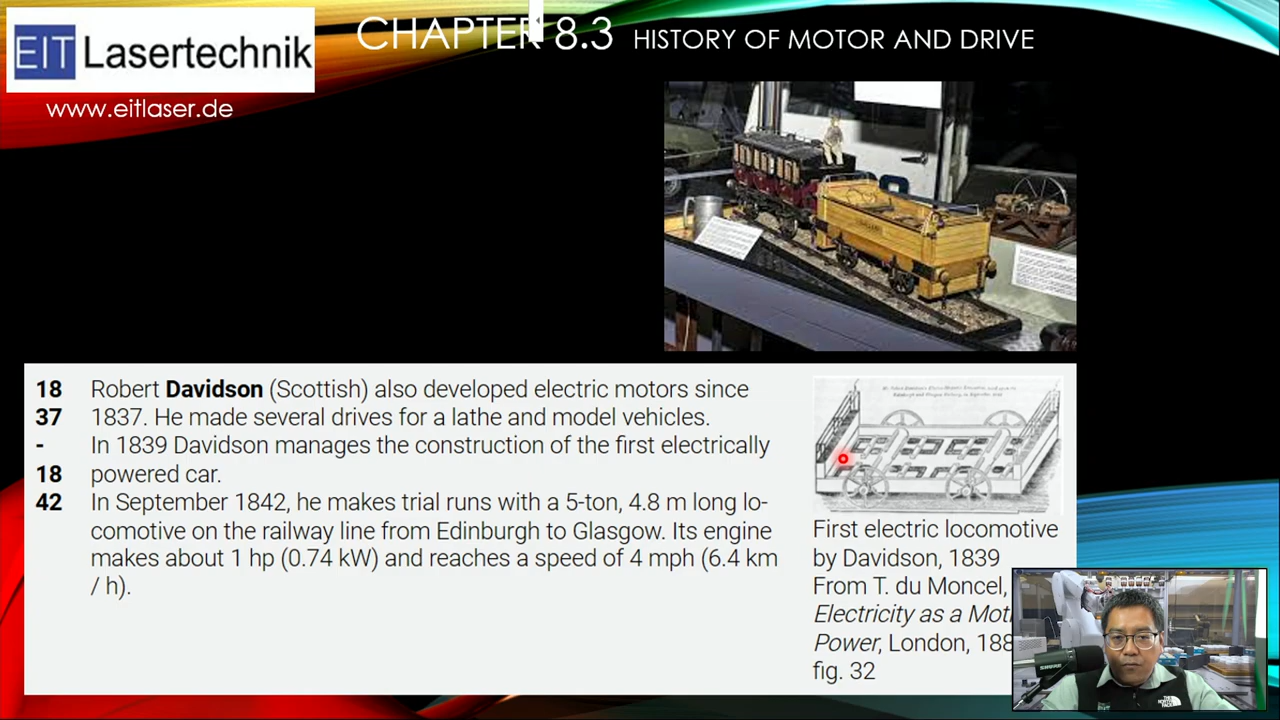 EIT Lasertechnik
www.eitlaser.de
CHAPTER 8.3 HISTORY OF MOTOR AND DRIVE
18
37
-
18
42
Robert Davidson (Scottish) also developed electric motors since
1837. He made several drives for a lathe and model vehicles.
In 1839 Davidson manages the construction of the first electrically
powered car.
In September 1842, he makes trial runs with a 5-ton, 4.8 m long lo-
comotive on the railway line from Edinburgh to Glasgow. Its engine
makes about 1 hp (0.74 kW) and reaches a speed of 4 mph (6.4 km
/ h).
First electric locomotive
by Davidson, 1839
From T. du Moncel,
Electricity as a Moti
Power, London, 188
fig. 32
SHURE
THE
NORTH
FACE